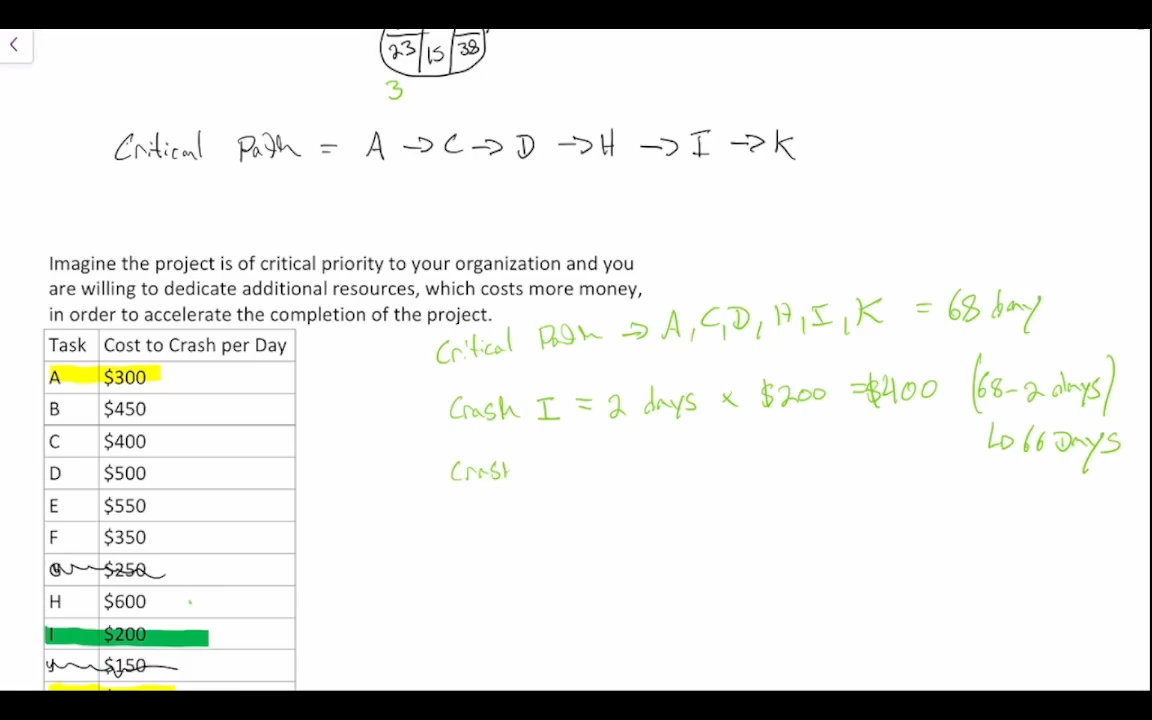 23 15 38
3
Critical Path = A → C → D → H → I → K
Imagine the project is of critical priority to your organization and you
are willing to dedicate additional resources, which costs more money,
in order to accelerate the completion of the project.
Critical Path → A, C, D, H, I, K = 68 day
Task Cost to Crash per Day
A $300
B $450
C $400
D $500
E $550
F $350
$250
H $600
I $200
$150
Crash I = 2 days × $200 = $400 (68-2 days)
↳ 66 Days
Crash